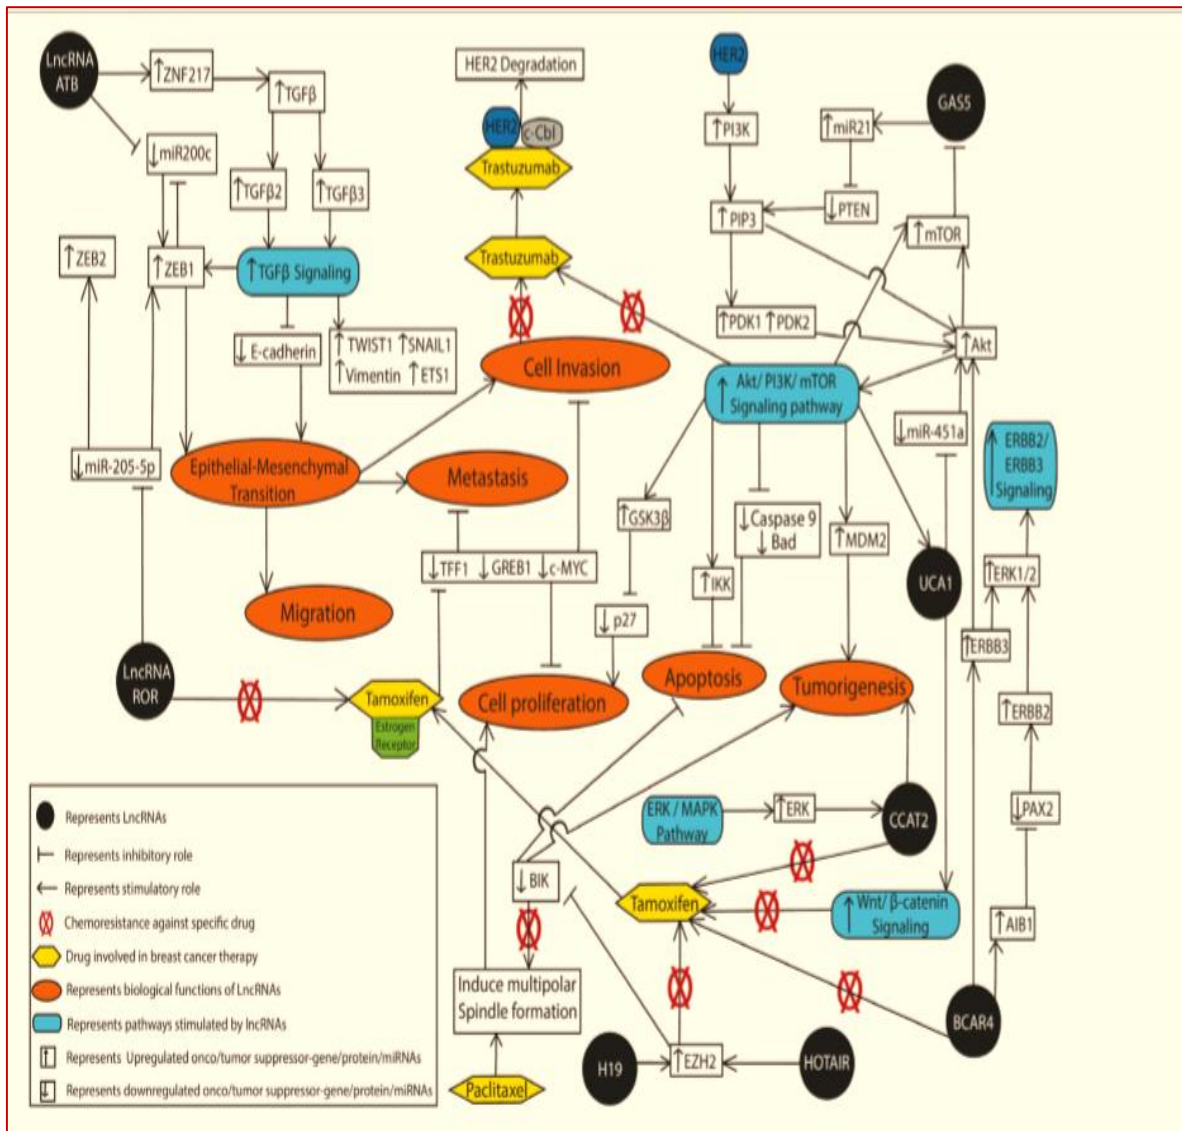 LncRNA
ATB
↑ZNF217
↑TGFβ
↓miR200c
↑TGFβ2
↑TGFβ3
↑ZEB2
↑ZEB1
↑TGFβ Signaling
↓ E-cadherin
↑ TWIST1 ↑SNAIL1
↑Vimentin ↑ETS1
↓miR-205-5p
Epithelial-Mesenchymal
Transition
Migration
LncRNA
ROR
HER2 Degradation
HER2
c-Cbl
Trastuzumab
Trastuzumab
Cell Invasion
Metastasis
↓TFF1 ↓GREB1 ↓c-MYC
Tamoxifen
Estrogen
Receptor
Cell proliferation
HER2
↑PI3K
↑PIP3
↑PDK1 ↑PDK2
GAS5
↑miR21
↓PTEN
↑mTOR
↑Akt
↑ Akt/ PI3K/ mTOR
Signaling pathway
↓miR-451a
↑ ERBB2/
ERBB3
Signaling
↑GSK3β
↓Caspase 9
↓ Bad
↑MDM2
↑IKK
↓ p27
UCA1
↑ERK1/2
↑ERBB3
↑ERBB2
Apoptosis
Tumorigenesis
ERK / MAPK
Pathway
↑ERK
CCAT2
↓PAX2
↓ BIK
Tamoxifen
↑ Wnt/ β-catenin
Signaling
↑AIB1
Induce multipolar
Spindle formation
Paclitaxel
H19
↑EZH2
HOTAIR
BCAR4
Represents LncRNAs
Represents inhibitory role
Represents stimulatory role
Chemoresistance against specific drug
Drug involved in breast cancer therapy
Represents biological functions of LncRNAs
Represents pathways stimulated by lncRNAs
Represents Upregulated onco/tumor suppressor-gene/protein/miRNAs
Represents downregulated onco/tumor suppressor-gene/protein/miRNAs